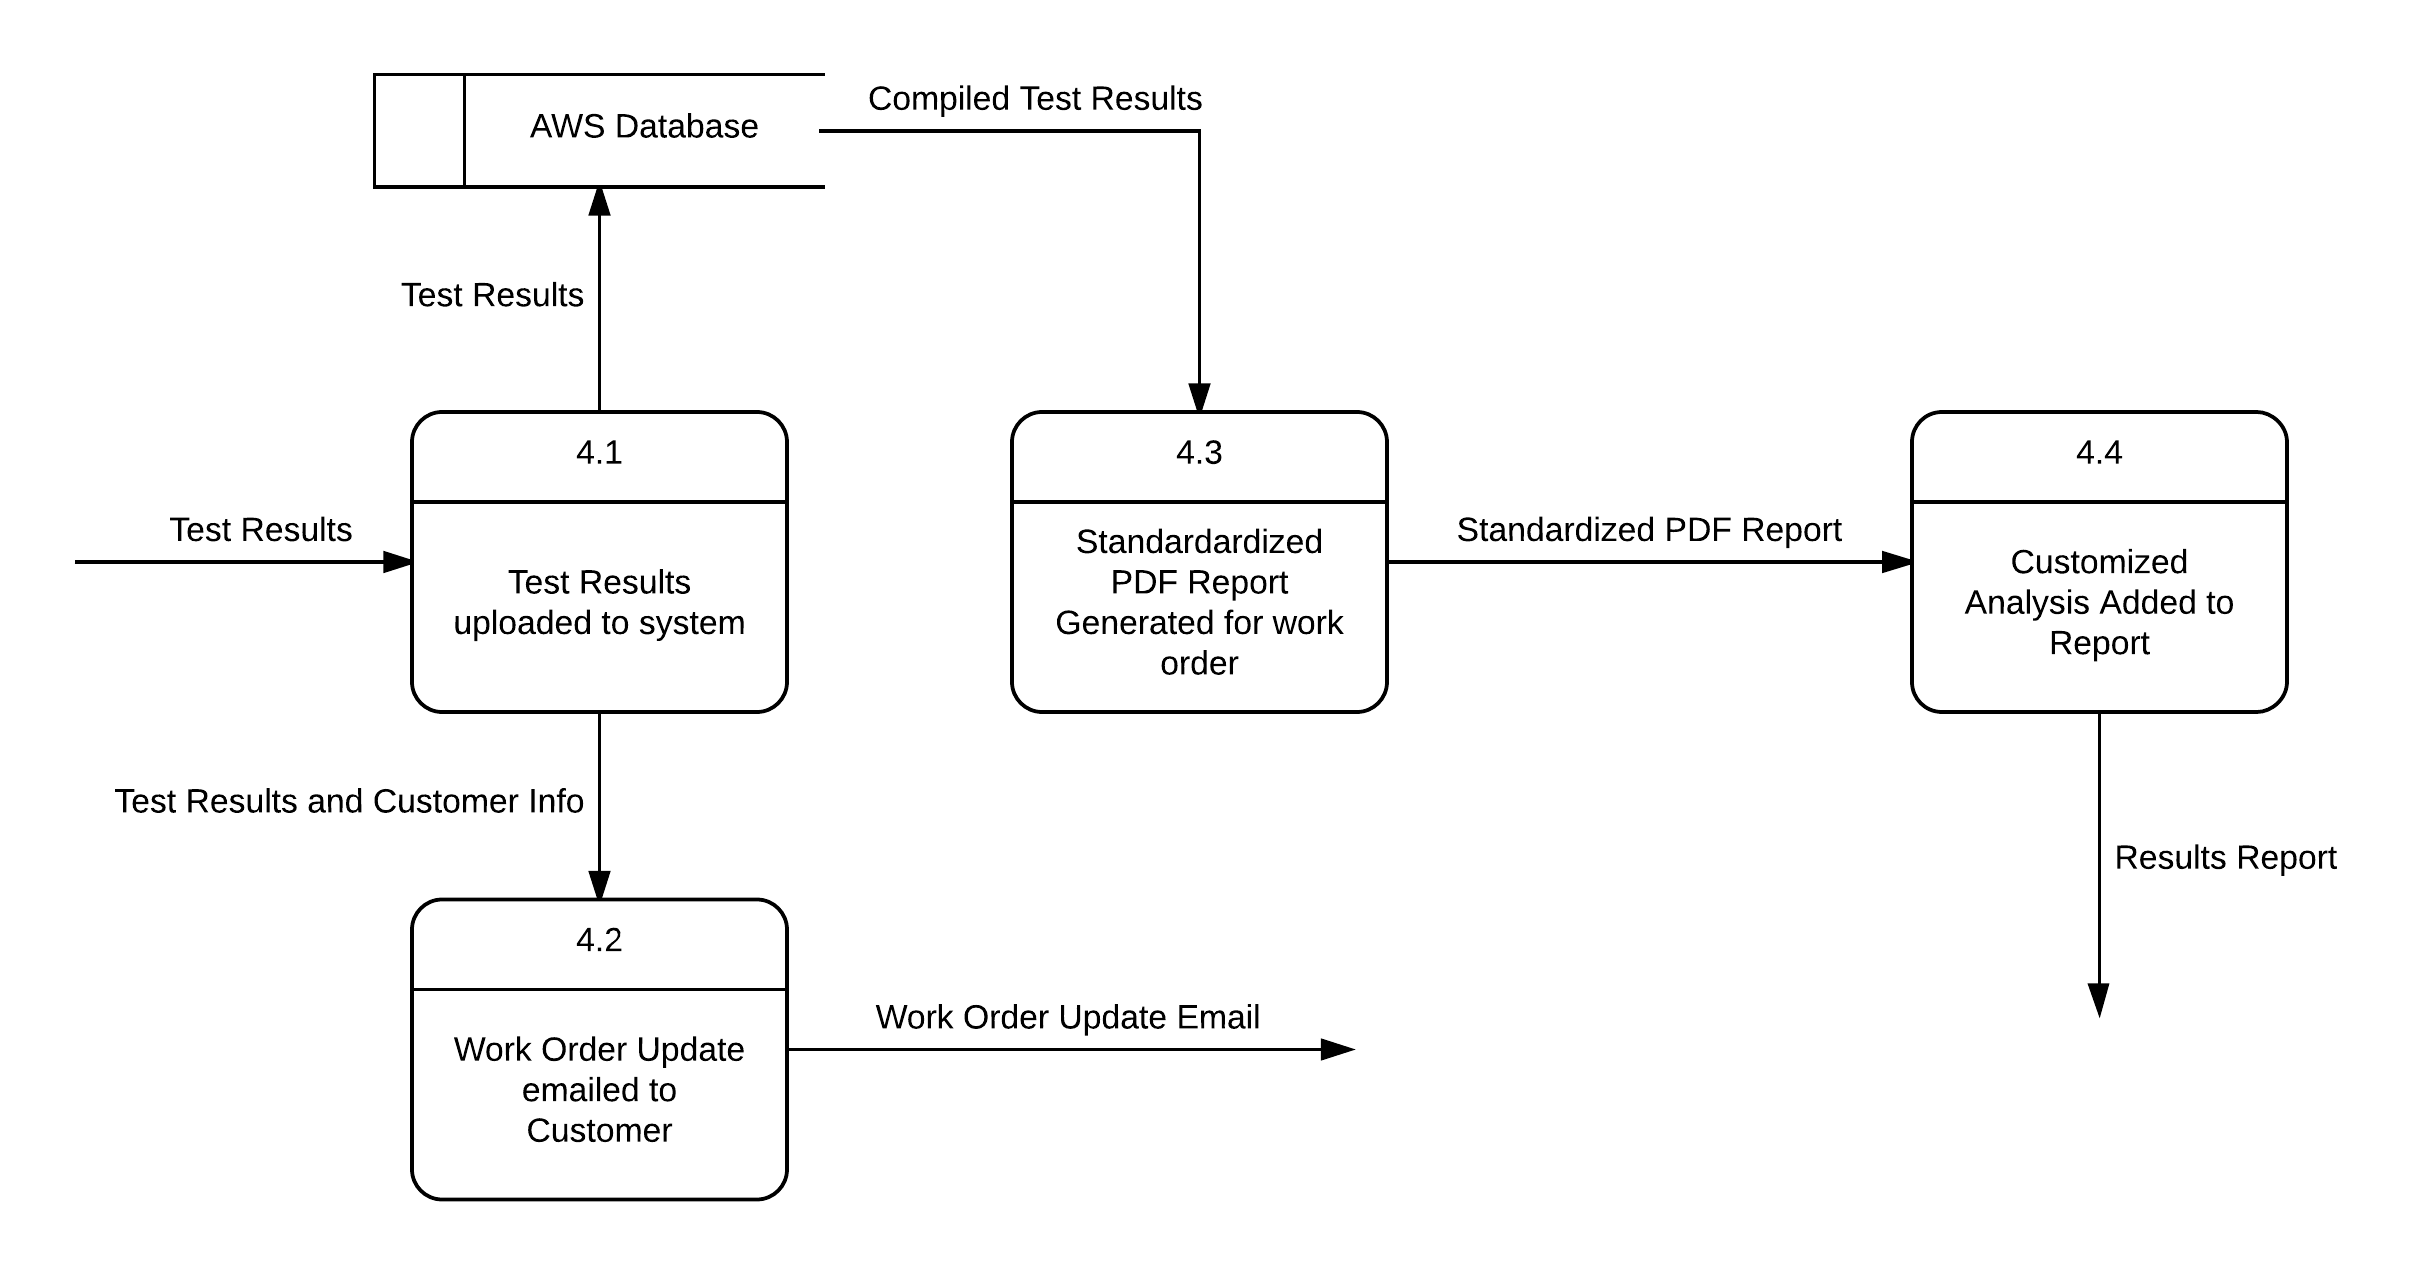 AWS Database
Compiled Test Results
Test Results
4.1
Test Results
uploaded to system
Test Results
4.3
Standardardized
PDF Report
Generated for work
order
Standardized PDF Report
4.4
Customized
Analysis Added to
Report
Test Results and Customer Info
Results Report
4.2
Work Order Update
emailed to
Customer
Work Order Update Email